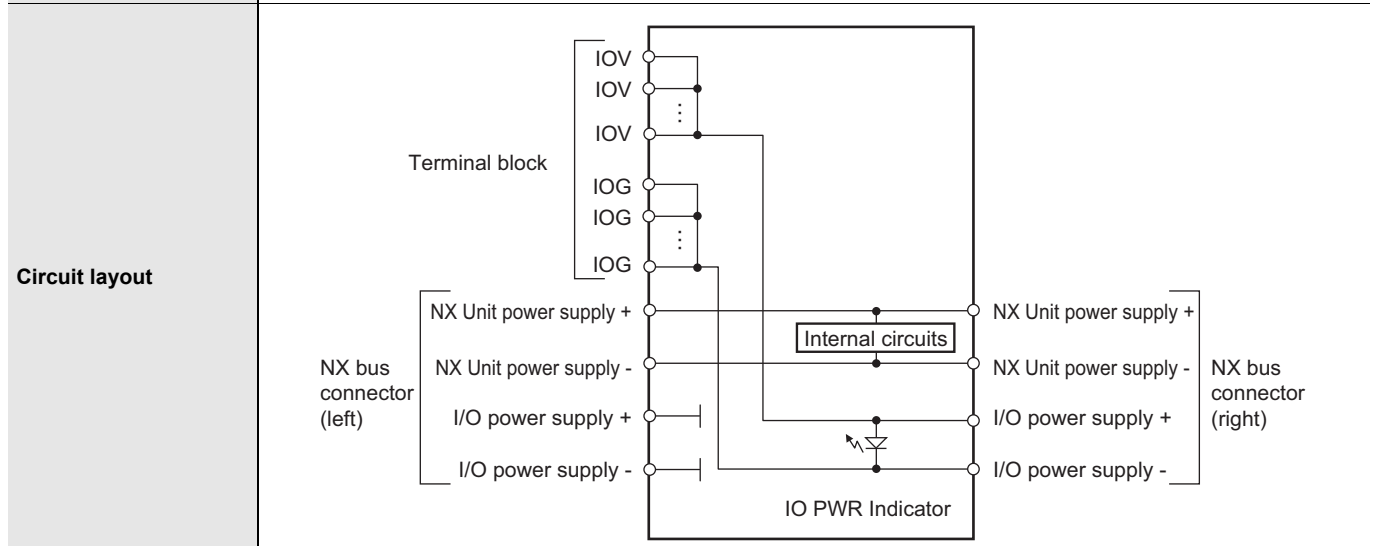 Circuit layout
Terminal block
IOV
IOV
⋮
IOV
IOG
IOG
⋮
IOG
NX bus
connector
(left)
NX Unit power supply +
NX Unit power supply -
I/O power supply +
I/O power supply -
Internal circuits
IO PWR Indicator
NX Unit power supply +
NX Unit power supply -
I/O power supply +
I/O power supply -
NX bus
connector
(right)